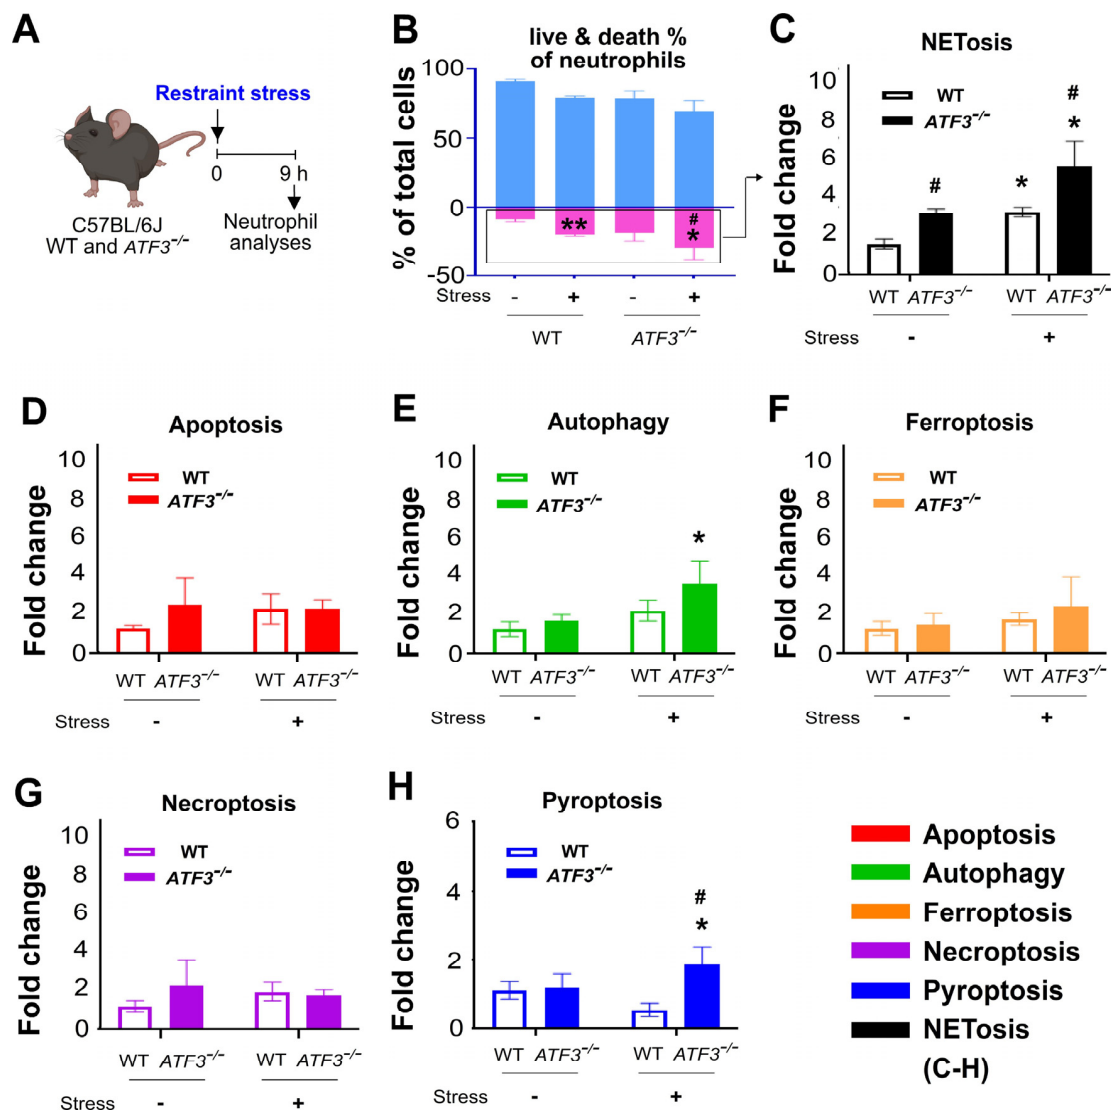 A
Restraint stress
0
9 h
C57BL/6J
WT and ATF3-/-
Neutrophil
analyses
B
live & death %
of neutrophils
% of total cells
100
50
0
-50
**
#
*
Stress
- + - +
WT
ATF3-/-
C
NETosis
Fold change
10
8
6
4
2
0
WT
ATF3-/-
#
*
#
*
WT ATF3-/- WT ATF3-/-
Stress - +
D
Apoptosis
Fold change
10
8
6
4
2
0
WT
ATF3-/-
WT ATF3-/- WT ATF3-/-
Stress - +
E
Autophagy
Fold change
10
8
6
4
2
0
WT
ATF3-/-
*
WT ATF3-/- WT ATF3-/-
Stress - +
F
Ferroptosis
Fold change
10
8
6
4
2
0
WT
ATF3-/-
WT ATF3-/- WT ATF3-/-
Stress - +
G
Necroptosis
Fold change
10
8
6
4
2
0
WT
ATF3-/-
WT ATF3-/- WT ATF3-/-
Stress - +
H
Pyroptosis
Fold change
6
4
2
0
WT
ATF3-/-
#
*
WT ATF3-/- WT ATF3-/-
Stress - +
Apoptosis
Autophagy
Ferroptosis
Necroptosis
Pyroptosis
NETosis
(C-H)